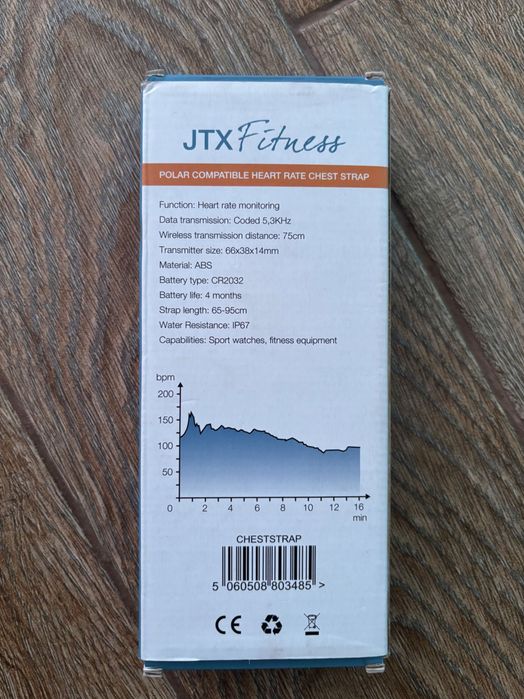 JTX Fitness
POLAR COMPATIBLE HEART RATE CHEST STRAP
Function: Heart rate monitoring
Data transmission: Coded 5,3KHz
Wireless transmission distance: 75cm
Transmitter size: 66x38x14mm
Material: ABS
Battery type: CR2032
Battery life: 4 months
Strap length: 65-95cm
Water Resistance: IP67
Capabilities: Sport watches, fitness equipment
bpm
200
150
100
50
0 2 4 6 8 10 12 16
min
CHESTSTRAP
5 060508 803485 >
CE